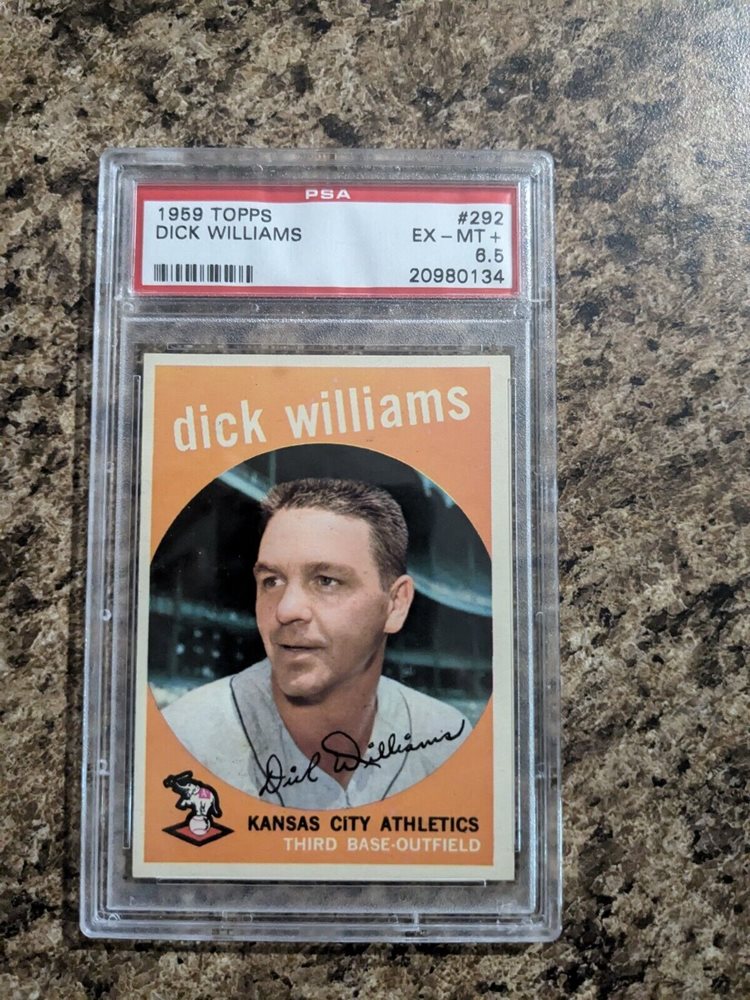 PSA
1959 TOPPS #292
DICK WILLIAMS EX - MT +
6.5
20980134
dick williams
Dick Williams
KANSAS CITY ATHLETICS
THIRD BASE-OUTFIELD